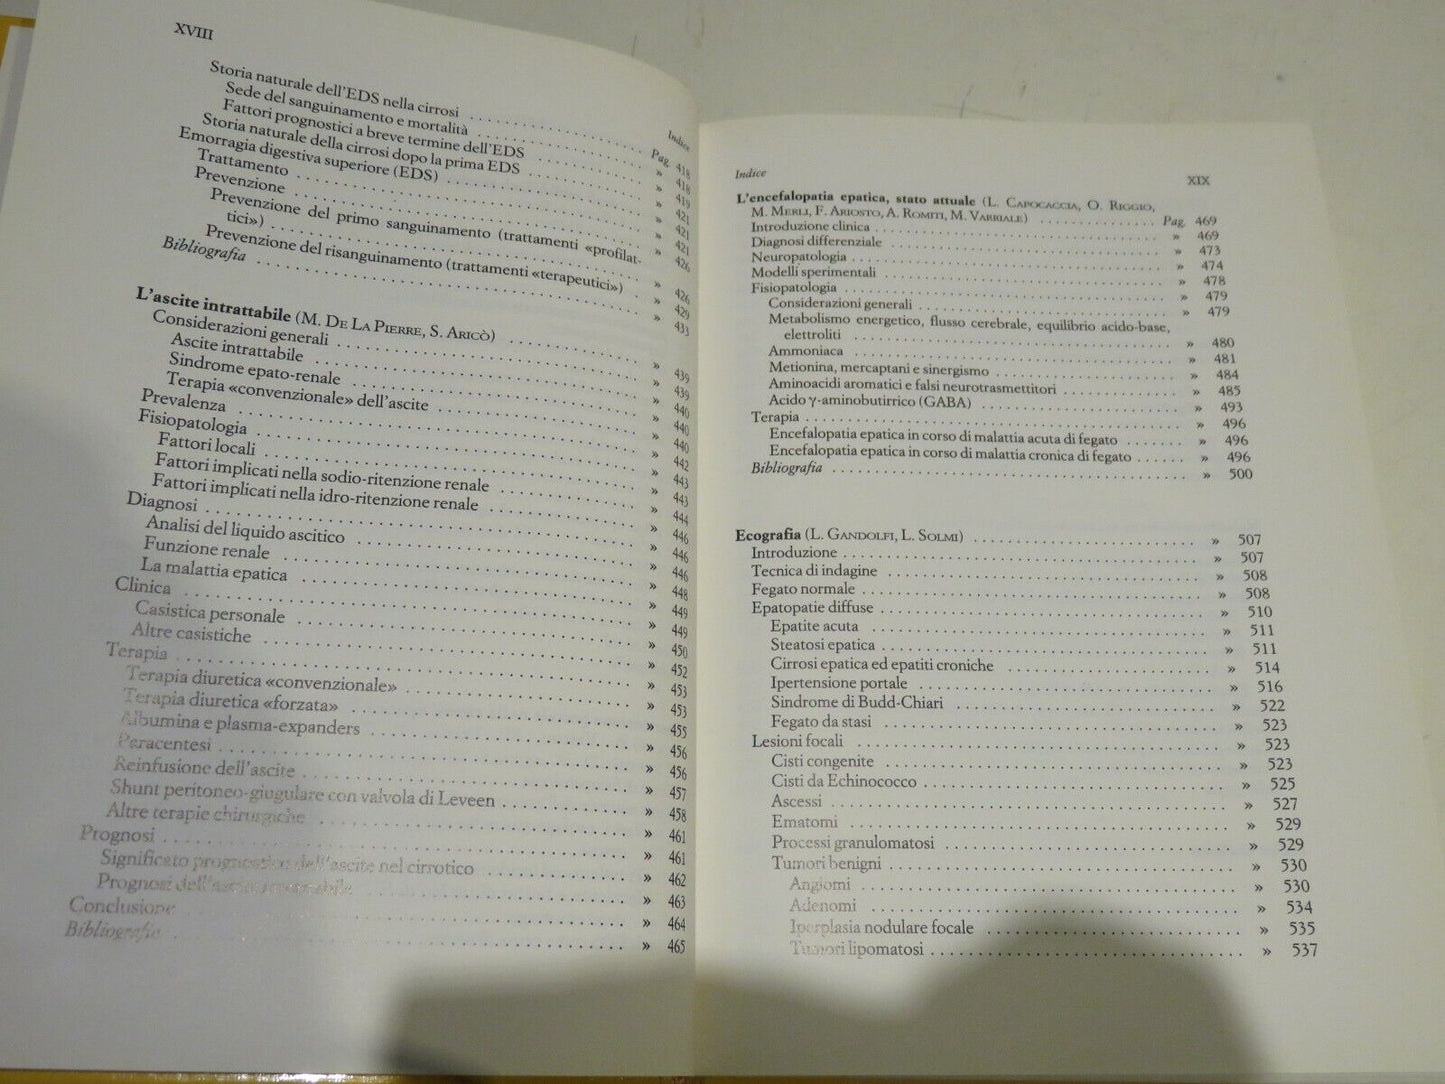 XVIII
Indice
Storia naturale dell'EDS nella cirrosi . . . Pag. 418
Sede del sanguinamento e mortalità . . . » 418
Fattori prognostici a breve termine dell'EDS . . . » 419
Storia naturale della cirrosi dopo la prima EDS . . . » 421
Emorragia digestiva superiore (EDS) . . . » 421
Trattamento . . . » 421
Prevenzione . . . » 426
Prevenzione del primo sanguinamento (trattamenti «profilat-
tici») . . . » 426
Prevenzione del risanguinamento (trattamenti «terapeutici») . . . » 429
Bibliografia . . . » 433
L'ascite intrattabile (M. DE LA PIERRE, S. ARICÒ) . . . » 439
Considerazioni generali . . . » 439
Ascite intrattabile . . . » 440
Sindrome epato-renale . . . » 440
Terapia «convenzionale» dell'ascite . . . » 440
Prevalenza . . . » 442
Fisiopatologia . . . » 443
Fattori locali . . . » 443
Fattori implicati nella sodio-ritenzione renale . . . » 444
Fattori implicati nella idro-ritenzione renale . . . » 446
Diagnosi . . . » 446
Analisi del liquido ascitico . . . » 446
Funzione renale . . . » 448
La malattia epatica . . . » 449
Clinica . . . » 449
Casistica personale . . . » 450
Altre casistiche . . . » 452
Terapia . . . » 453
Terapia diuretica «convenzionale» . . . » 453
Terapia diuretica «forzata» . . . » 455
Albumina e plasma-expanders . . . » 456
Paracentesi . . . » 456
Reinfusione dell'ascite . . . » 457
Shunt peritoneo-giugulare con valvola di Leveen . . . » 458
Altre terapie chirurgiche . . . » 461
Prognosi . . . » 461
Significato prognostico dell'ascite nel cirrotico . . . » 462
Prognosi dell'ascite intrattabile . . . » 463
Conclusione . . . » 464
Bibliografia . . . » 465
Indice
XIX
L'encefalopatia epatica, stato attuale (L. CAPOCACCIA, O. RIGGIO,
M. MERLI, F. ARIOSTO, A. ROMITI, M. VARRIALE) . . . Pag. 469
Introduzione clinica . . . » 469
Diagnosi differenziale . . . » 473
Neuropatologia . . . » 474
Modelli sperimentali . . . » 478
Fisiopatologia . . . » 479
Considerazioni generali . . . » 479
Metabolismo energetico, flusso cerebrale, equilibrio acido-base,
elettroliti . . . » 480
Ammoniaca . . . » 481
Metionina, mercaptani e sinergismo . . . » 484
Aminoacidi aromatici e falsi neurotrasmettitori . . . » 485
Acido γ-aminobutirrico (GABA) . . . » 493
Terapia . . . » 496
Encefalopatia epatica in corso di malattia acuta di fegato . . . » 496
Encefalopatia epatica in corso di malattia cronica di fegato . . . » 496
Bibliografia . . . » 500
Ecografia (L. GANDOLFI, L. SOLMI) . . . » 507
Introduzione . . . » 507
Tecnica di indagine . . . » 508
Fegato normale . . . » 508
Epatopatie diffuse . . . » 510
Epatite acuta . . . » 511
Steatosi epatica . . . » 511
Cirrosi epatica ed epatiti croniche . . . » 514
Ipertensione portale . . . » 516
Sindrome di Budd-Chiari . . . » 522
Fegato da stasi . . . » 523
Lesioni focali . . . » 523
Cisti congenite . . . » 523
Cisti da Echinococco . . . » 525
Ascessi . . . » 527
Ematomi . . . » 529
Processi granulomatosi . . . » 529
Tumori benigni . . . » 530
Angiomi . . . » 530
Adenomi . . . » 534
Iperplasia nodulare focale . . . » 535
Tumori lipomatosi . . . » 537